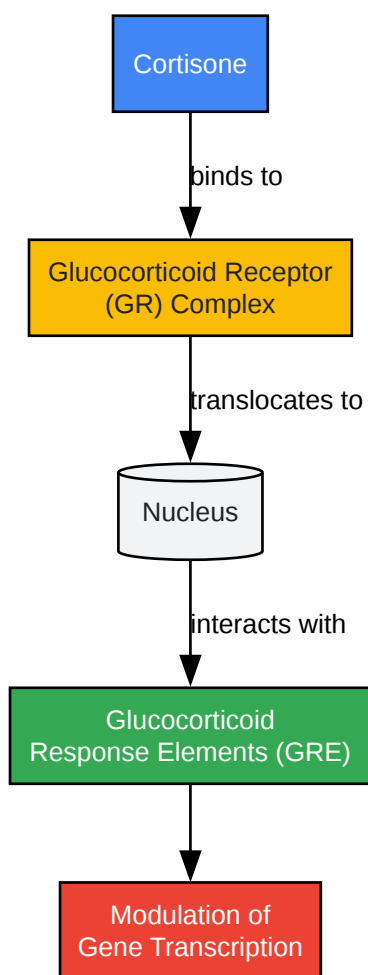 Cortisone
binds to
Glucocorticoid Receptor
(GR) Complex
translocates to
Nucleus
interacts with
Glucocorticoid
Response Elements (GRE)
Modulation of
Gene Transcription